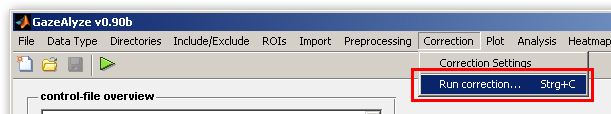 GazeAlyze v0.90b
File Data Type Directories Include/Exclude ROIs Import Preprocessing Correction Plot Analysis Heatmap
Correction Settings
Run correction... Strg+C
control-file overview